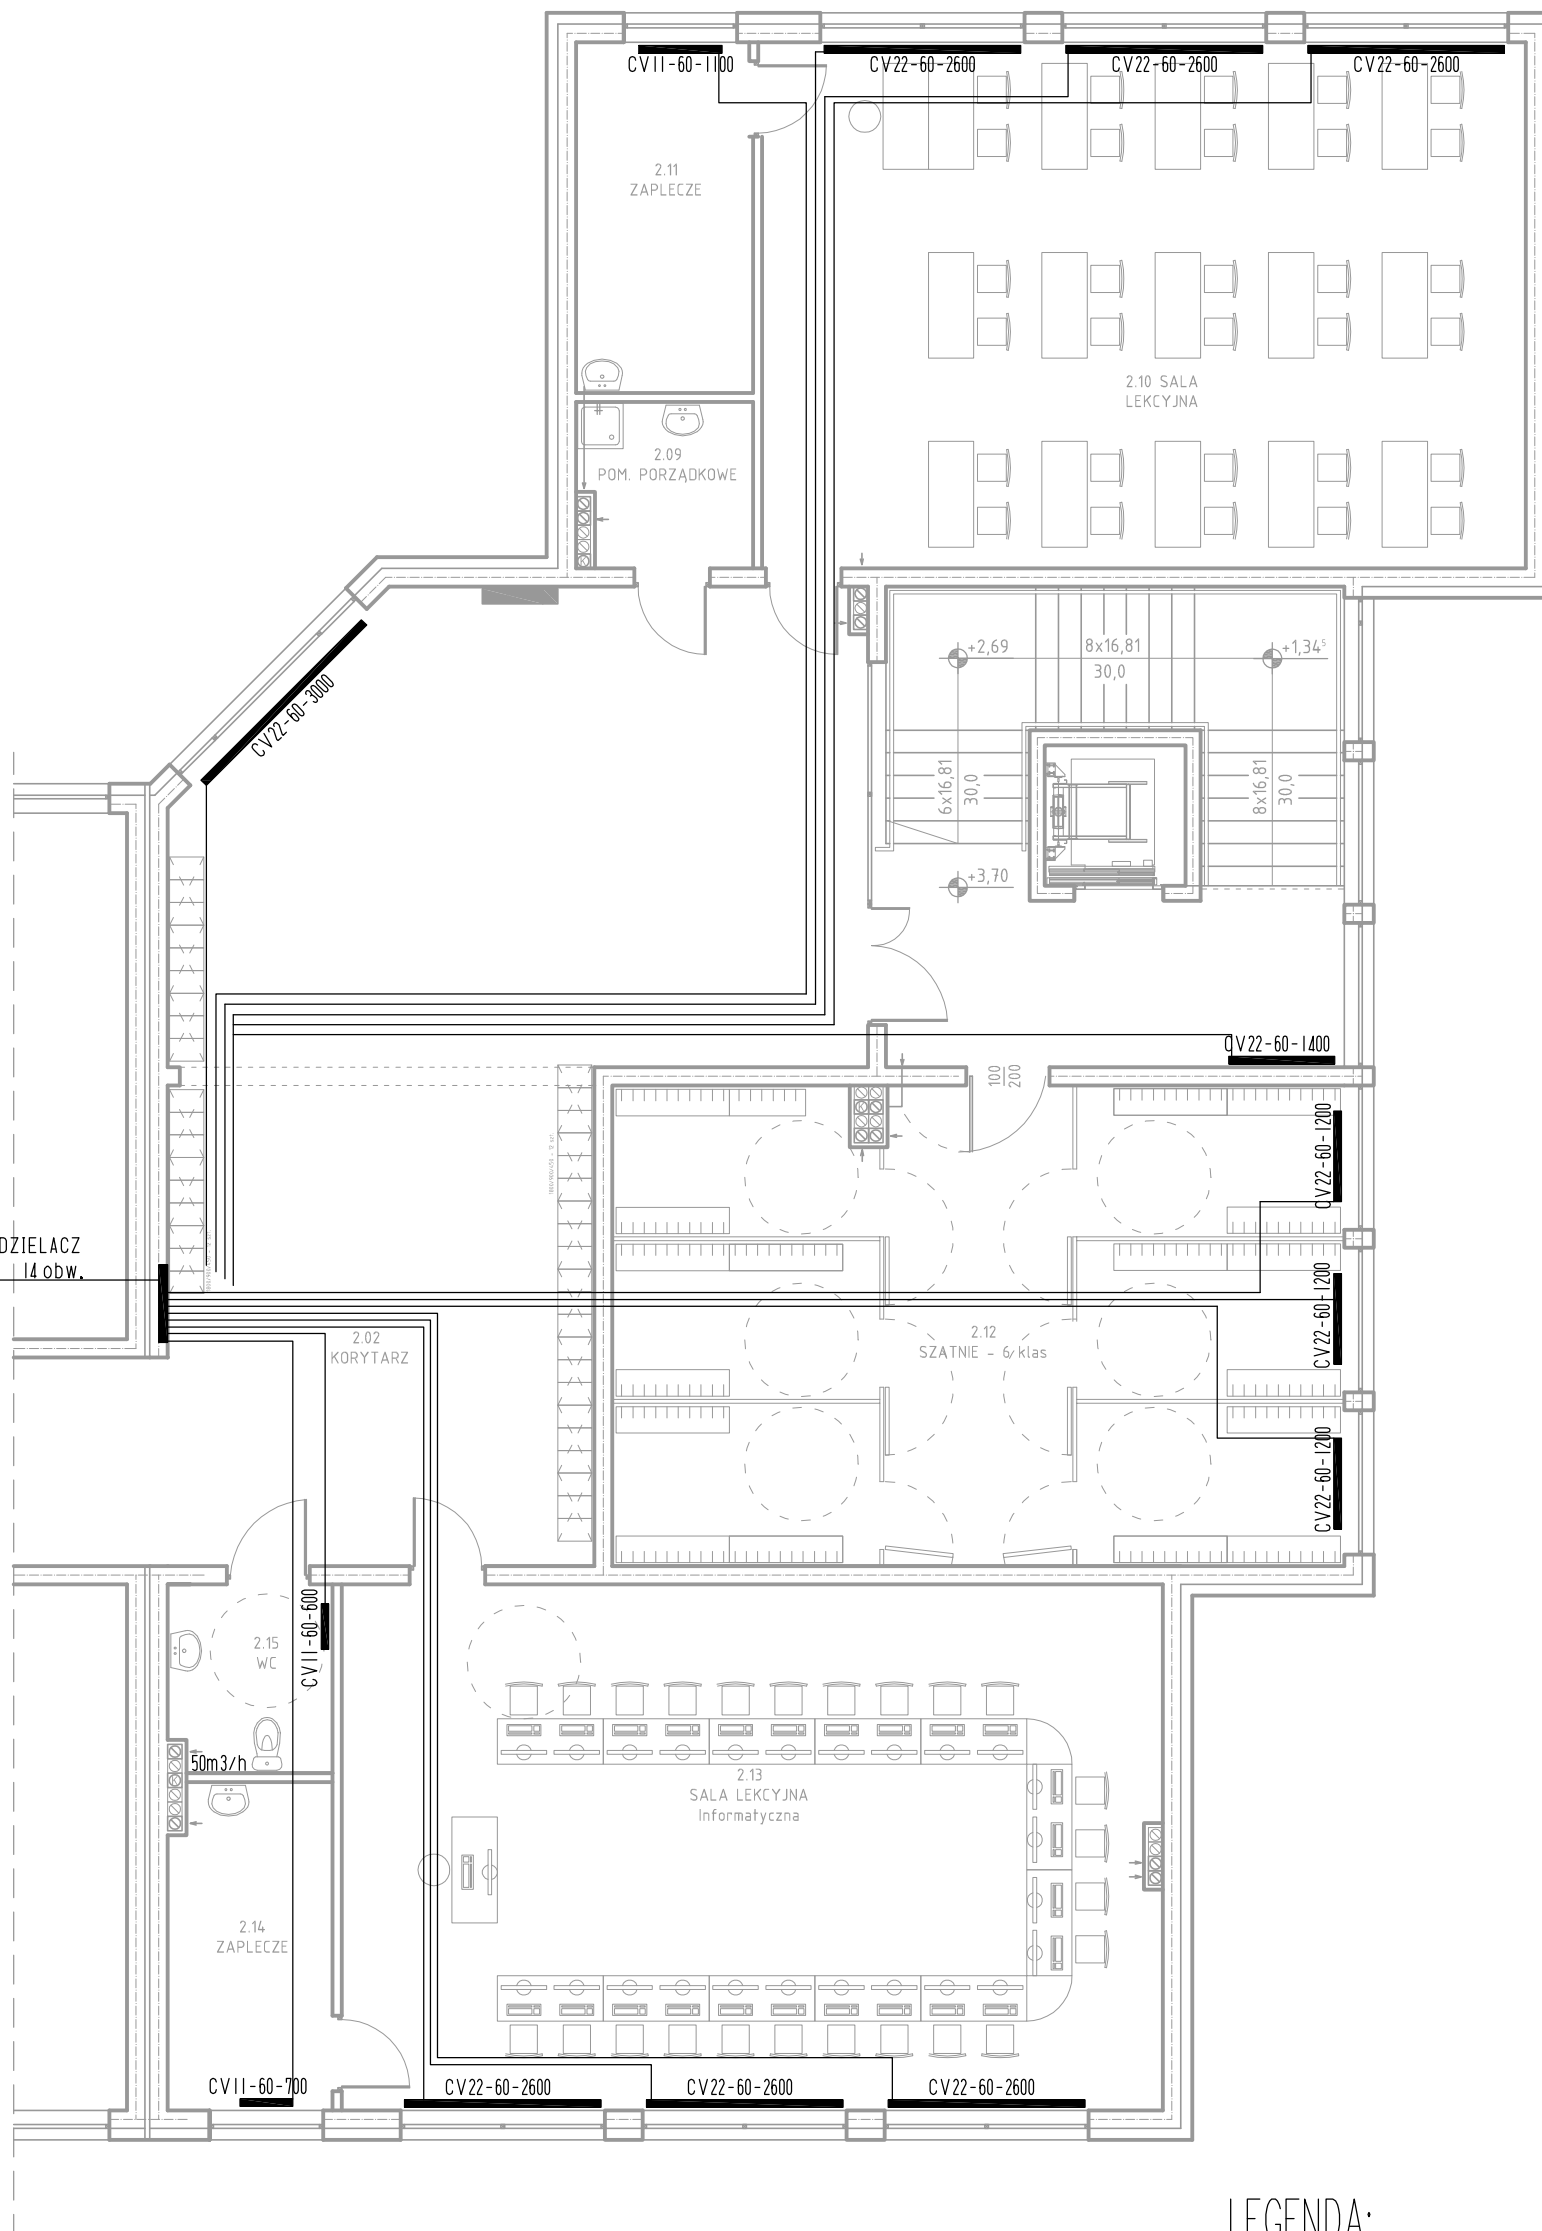 CV11-60-1100
CV22-60-2600
CV22-60-2600
CV22-60-2600
2.11
ZAPLECZE
2.10 SALA
LEKCYJNA
2.09
POM. PORZĄDKOWE
CV22-60-3000
+2,69
8x16,81
30,0
+1,34⁵
6x16,81
30,0
8x16,81
30,0
+3,70
CV22-60-1400
100
200
CV22-60-1200
DZIELACZ
14 obw.
CV22-60-1200
2.02
KORYTARZ
2.12
SZATNIE - 6 klas
CV22-60-1200
CV11-60-600
2.15
WC
50m3/h
2.13
SALA LEKCYJNA
Informatyczna
2.14
ZAPLECZE
CV11-60-700
CV22-60-2600
CV22-60-2600
CV22-60-2600
LEGENDA: